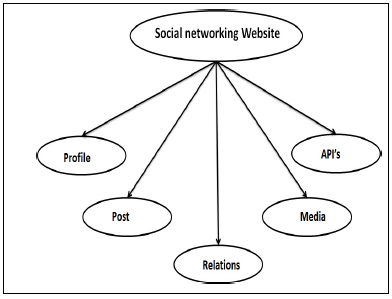 Social networking Website
Profile
API's
Post
Media
Relations